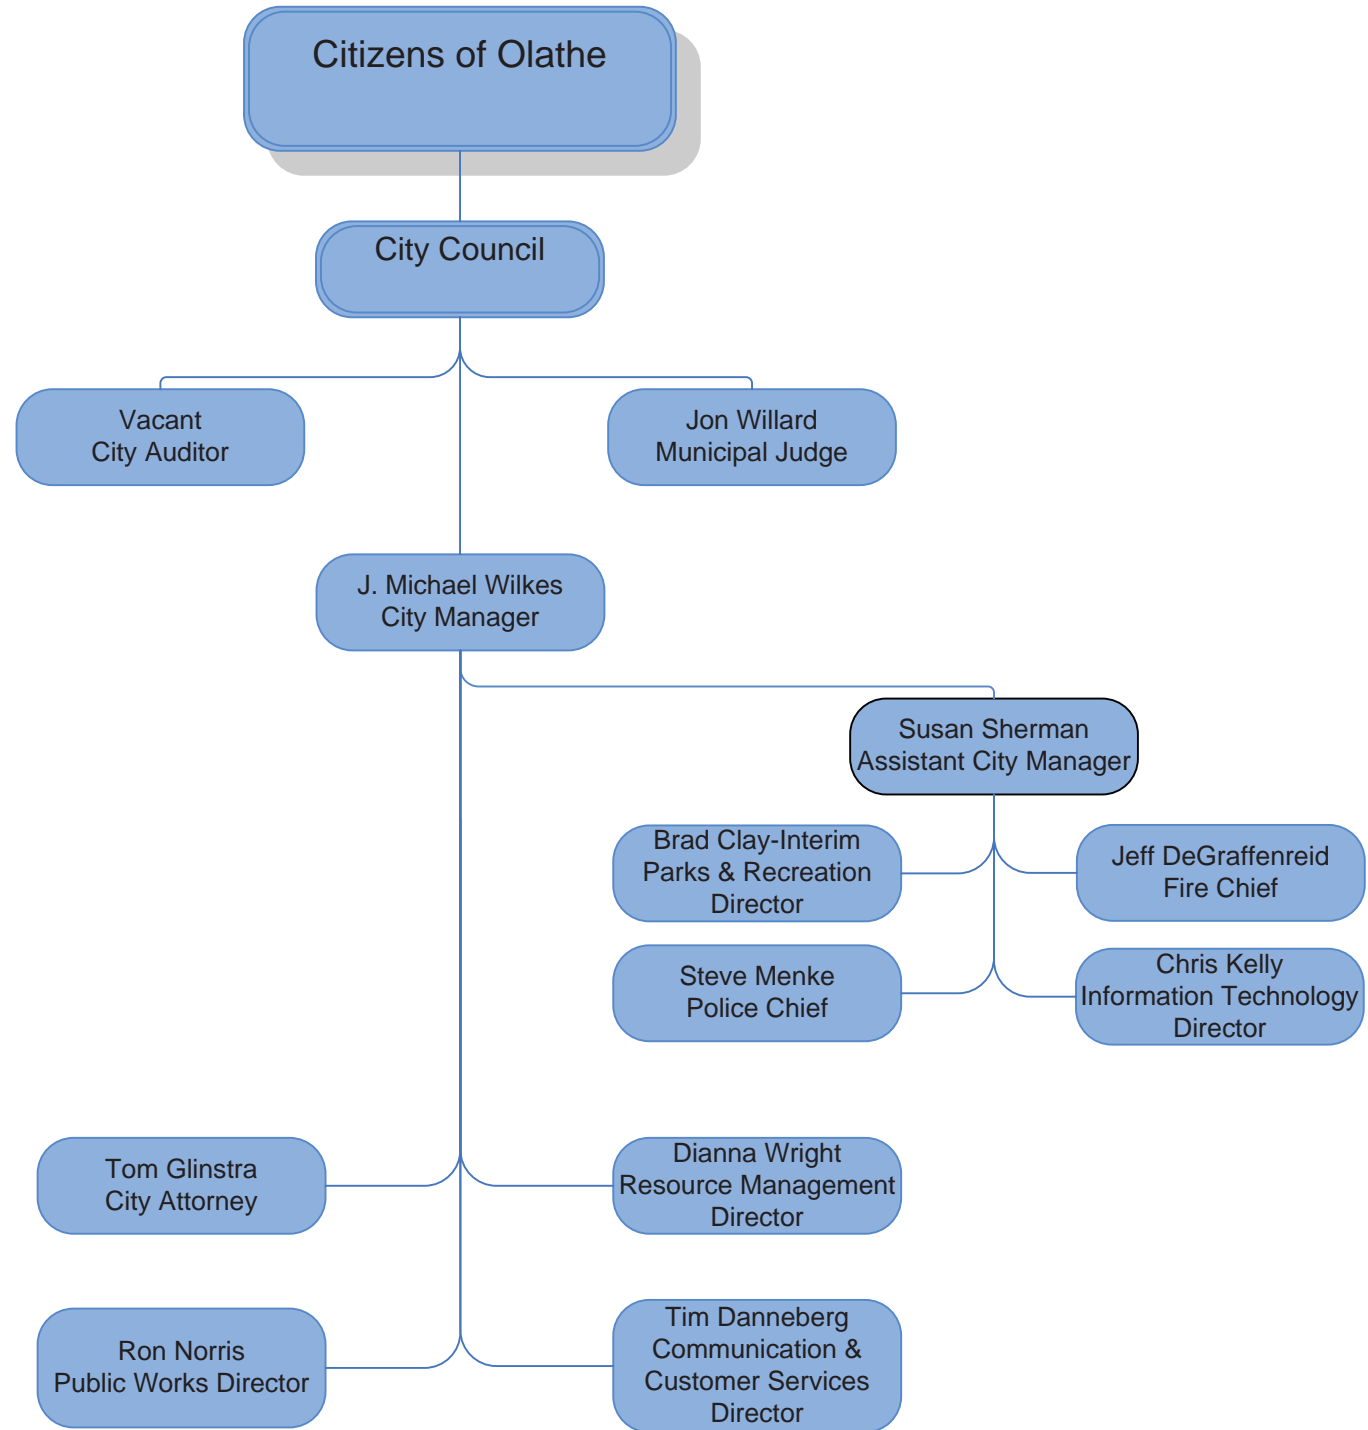 Citizens of Olathe
City Council
Vacant
City Auditor
Jon Willard
Municipal Judge
J. Michael Wilkes
City Manager
Susan Sherman
Assistant City Manager
Brad Clay-Interim
Parks & Recreation
Director
Jeff DeGraffenreid
Fire Chief
Steve Menke
Police Chief
Chris Kelly
Information Technology
Director
Tom Glinstra
City Attorney
Dianna Wright
Resource Management
Director
Ron Norris
Public Works Director
Tim Danneberg
Communication &
Customer Services
Director